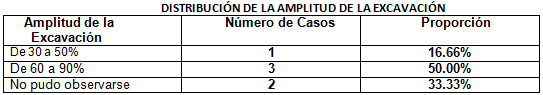 DISTRIBUCIÓN DE LA AMPLITUD DE LA EXCAVACIÓN
Amplitud de la Excavación Número de Casos Proporción
De 30 a 50% 1 16.66%
De 60 a 90% 3 50.00%
No pudo observarse 2 33.33%